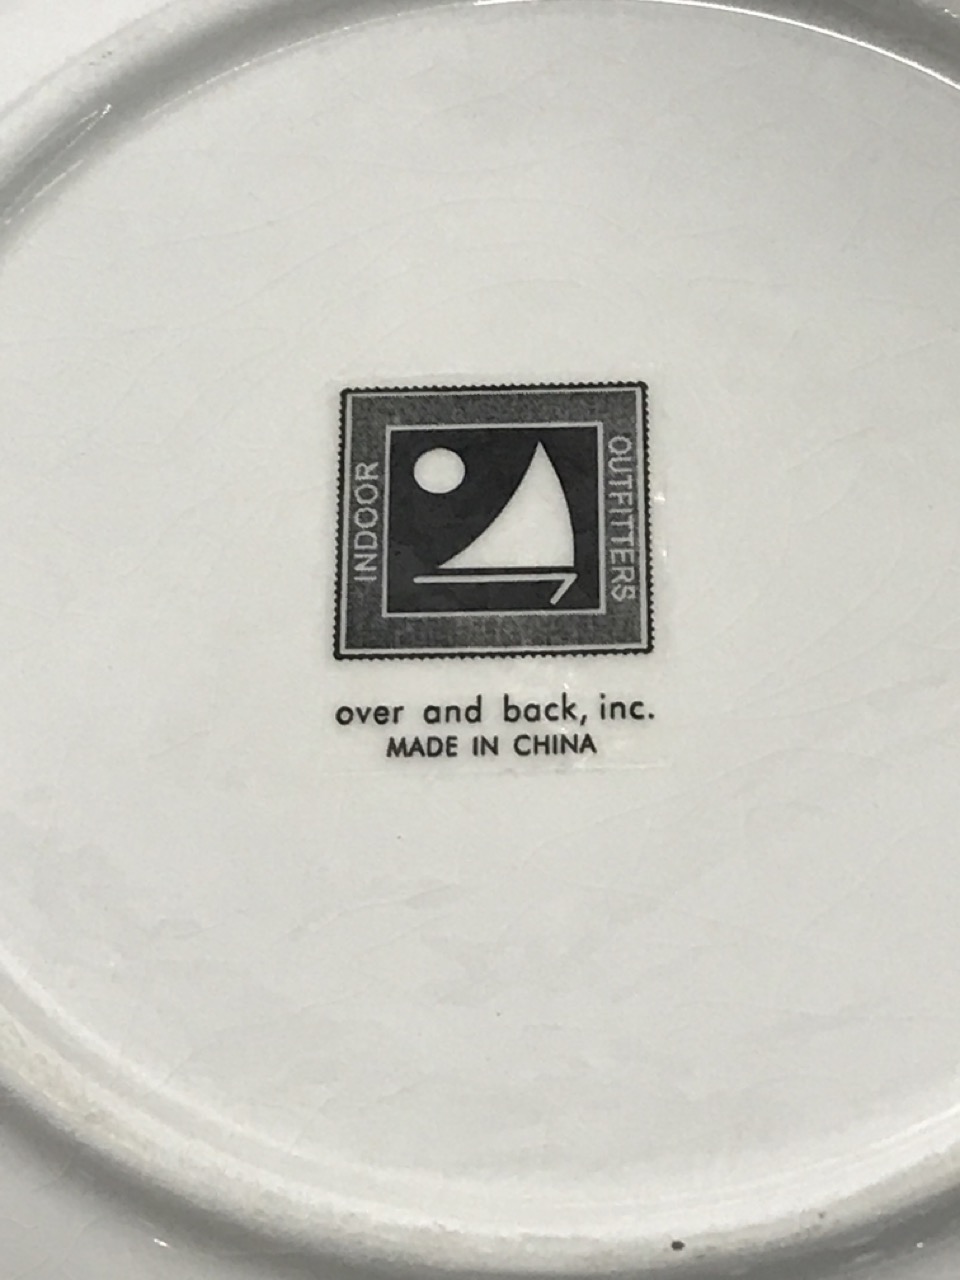 INDOOR
OUTFITTERS
over and back, inc.
MADE IN CHINA